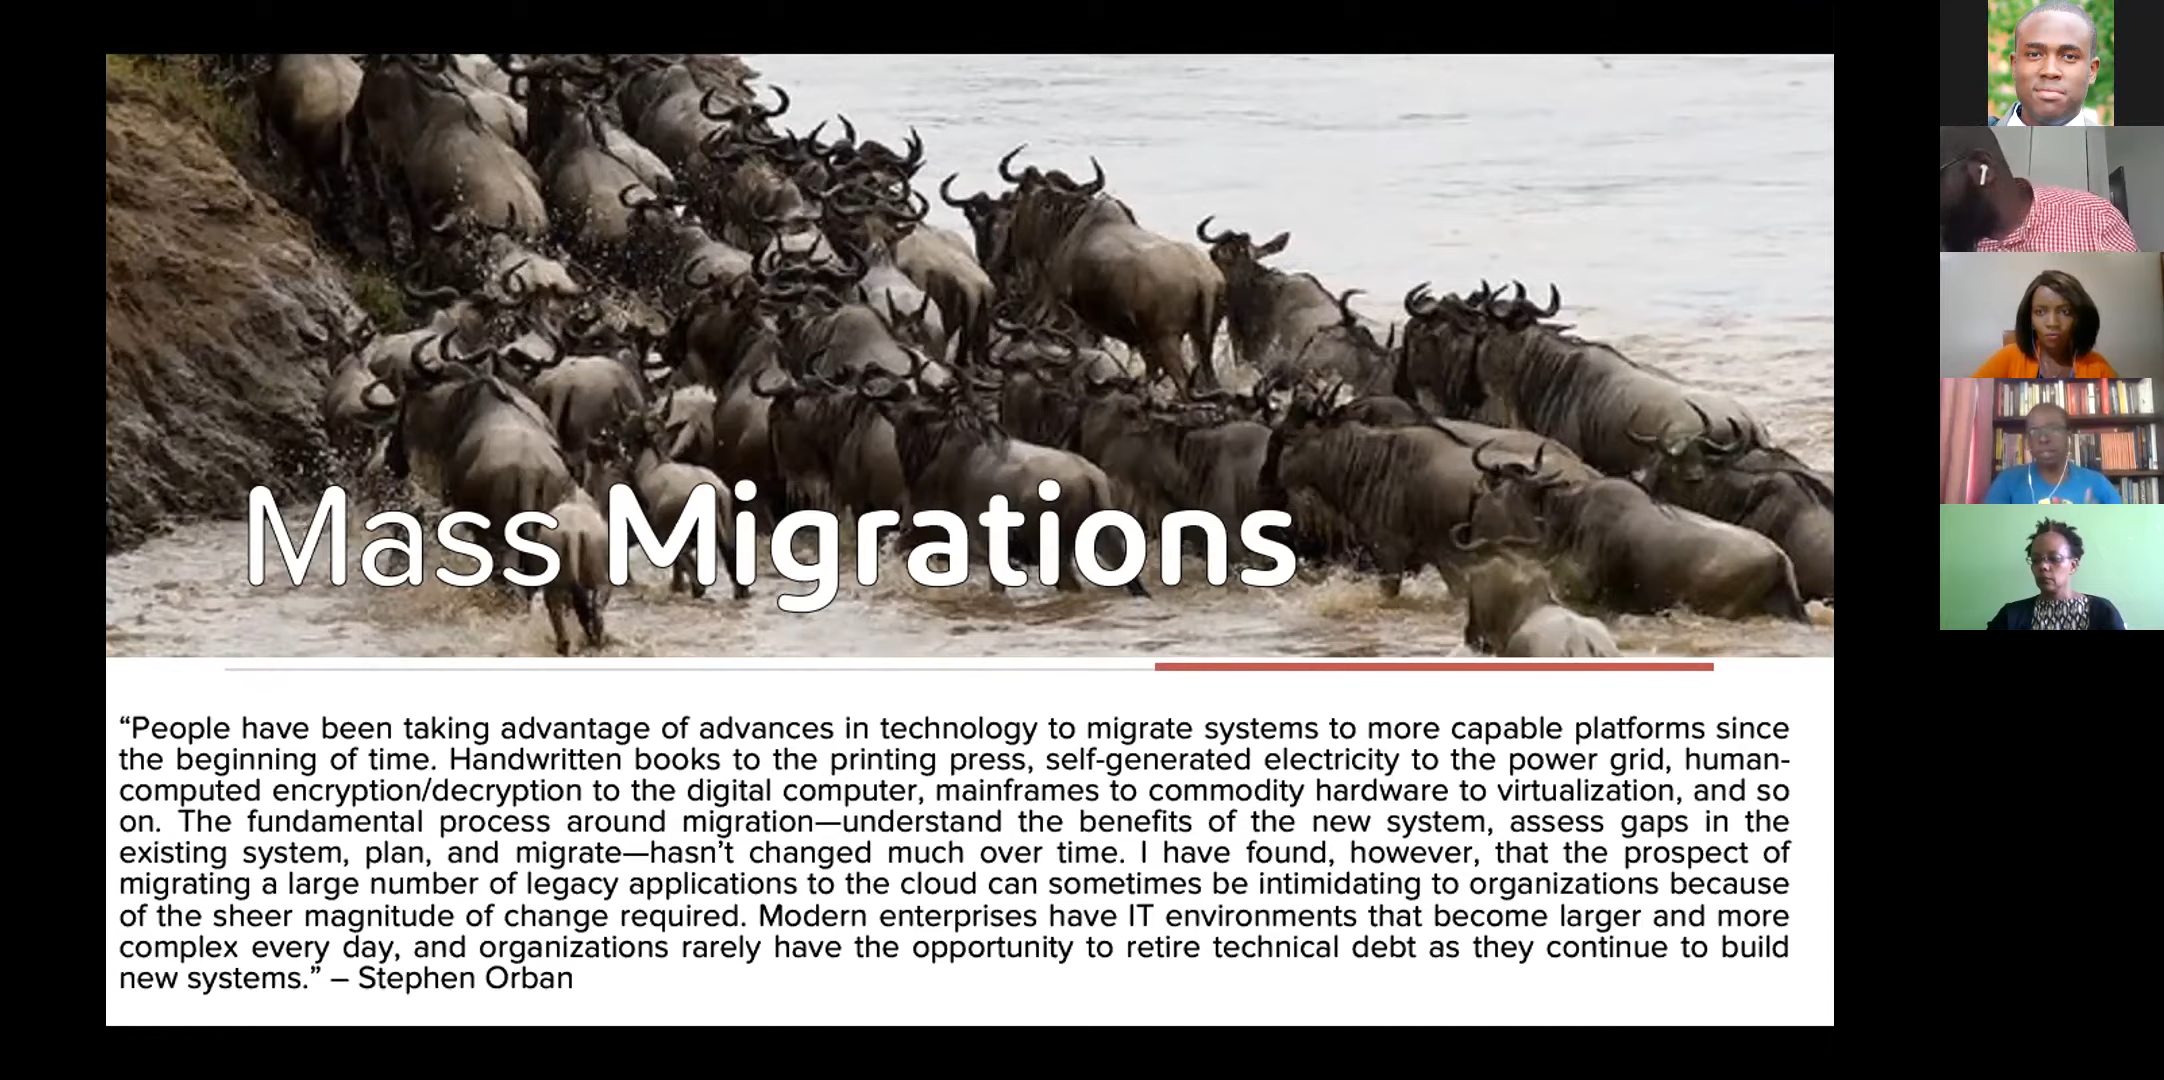 Mass Migrations
“People have been taking advantage of advances in technology to migrate systems to more capable platforms since
the beginning of time. Handwritten books to the printing press, self-generated electricity to the power grid, human-
computed encryption/decryption to the digital computer, mainframes to commodity hardware to virtualization, and so
on. The fundamental process around migration—understand the benefits of the new system, assess gaps in the
existing system, plan, and migrate—hasn’t changed much over time. I have found, however, that the prospect of
migrating a large number of legacy applications to the cloud can sometimes be intimidating to organizations because
of the sheer magnitude of change required. Modern enterprises have IT environments that become larger and more
complex every day, and organizations rarely have the opportunity to retire technical debt as they continue to build
new systems.” – Stephen Orban